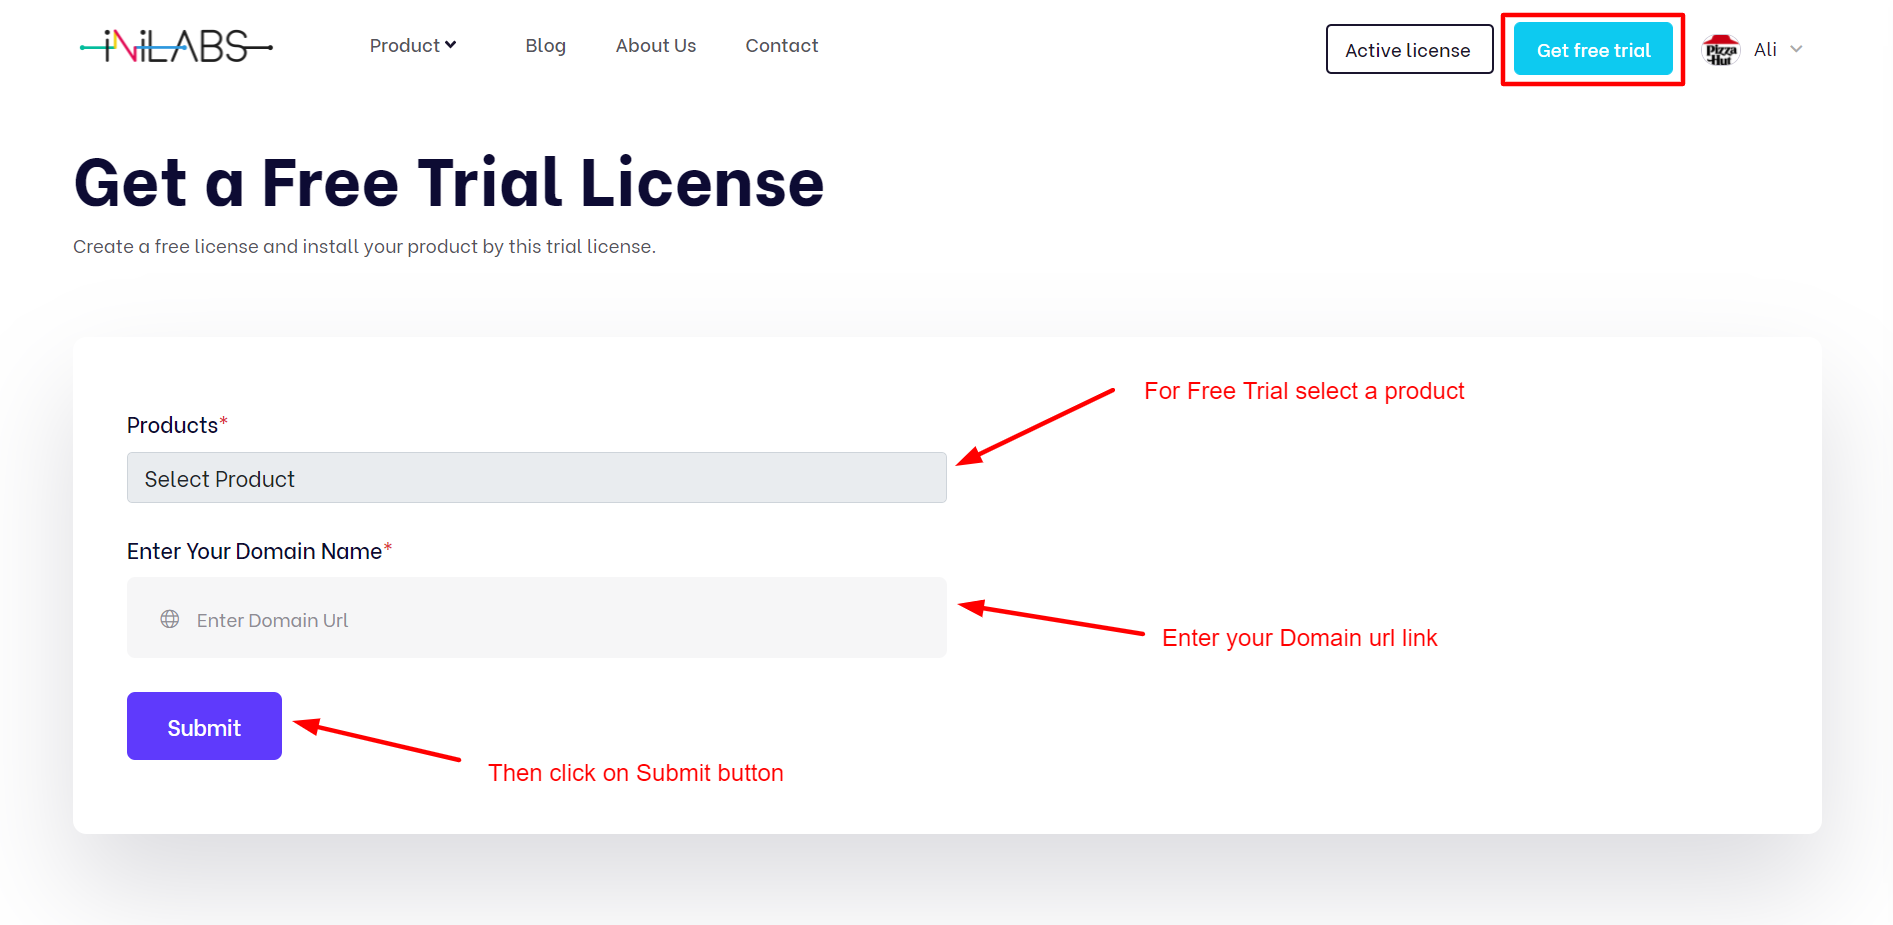 iNiLABS
Product
Blog
About Us
Contact
Active license
Get free trial
Pizza
Hut
Ali
Get a Free Trial License
Create a free license and install your product by this trial license.
For Free Trial select a product
Products*
Select Product
Enter Your Domain Name*
Enter Domain Url
Enter your Domain url link
Submit
Then click on Submit button